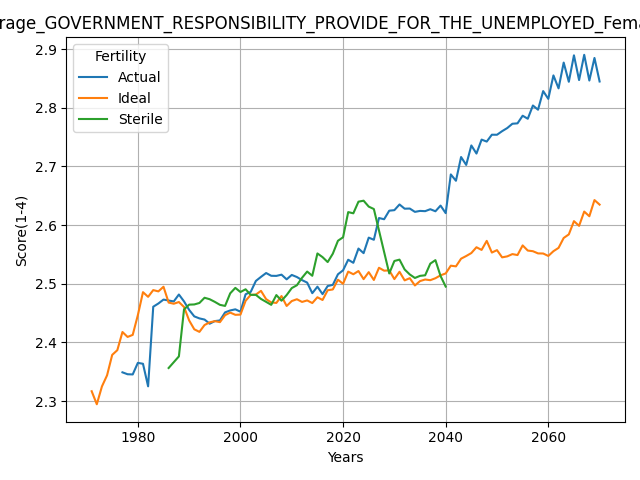 rage_GOVERNMENT_RESPONSIBILITY_PROVIDE_FOR_THE_UNEMPLOYED_Fema
Fertility
Actual
Ideal
Sterile
Score(1-4)
2.9
2.8
2.7
2.6
2.5
2.4
2.3
1980 2000 2020 2040 2060
Years